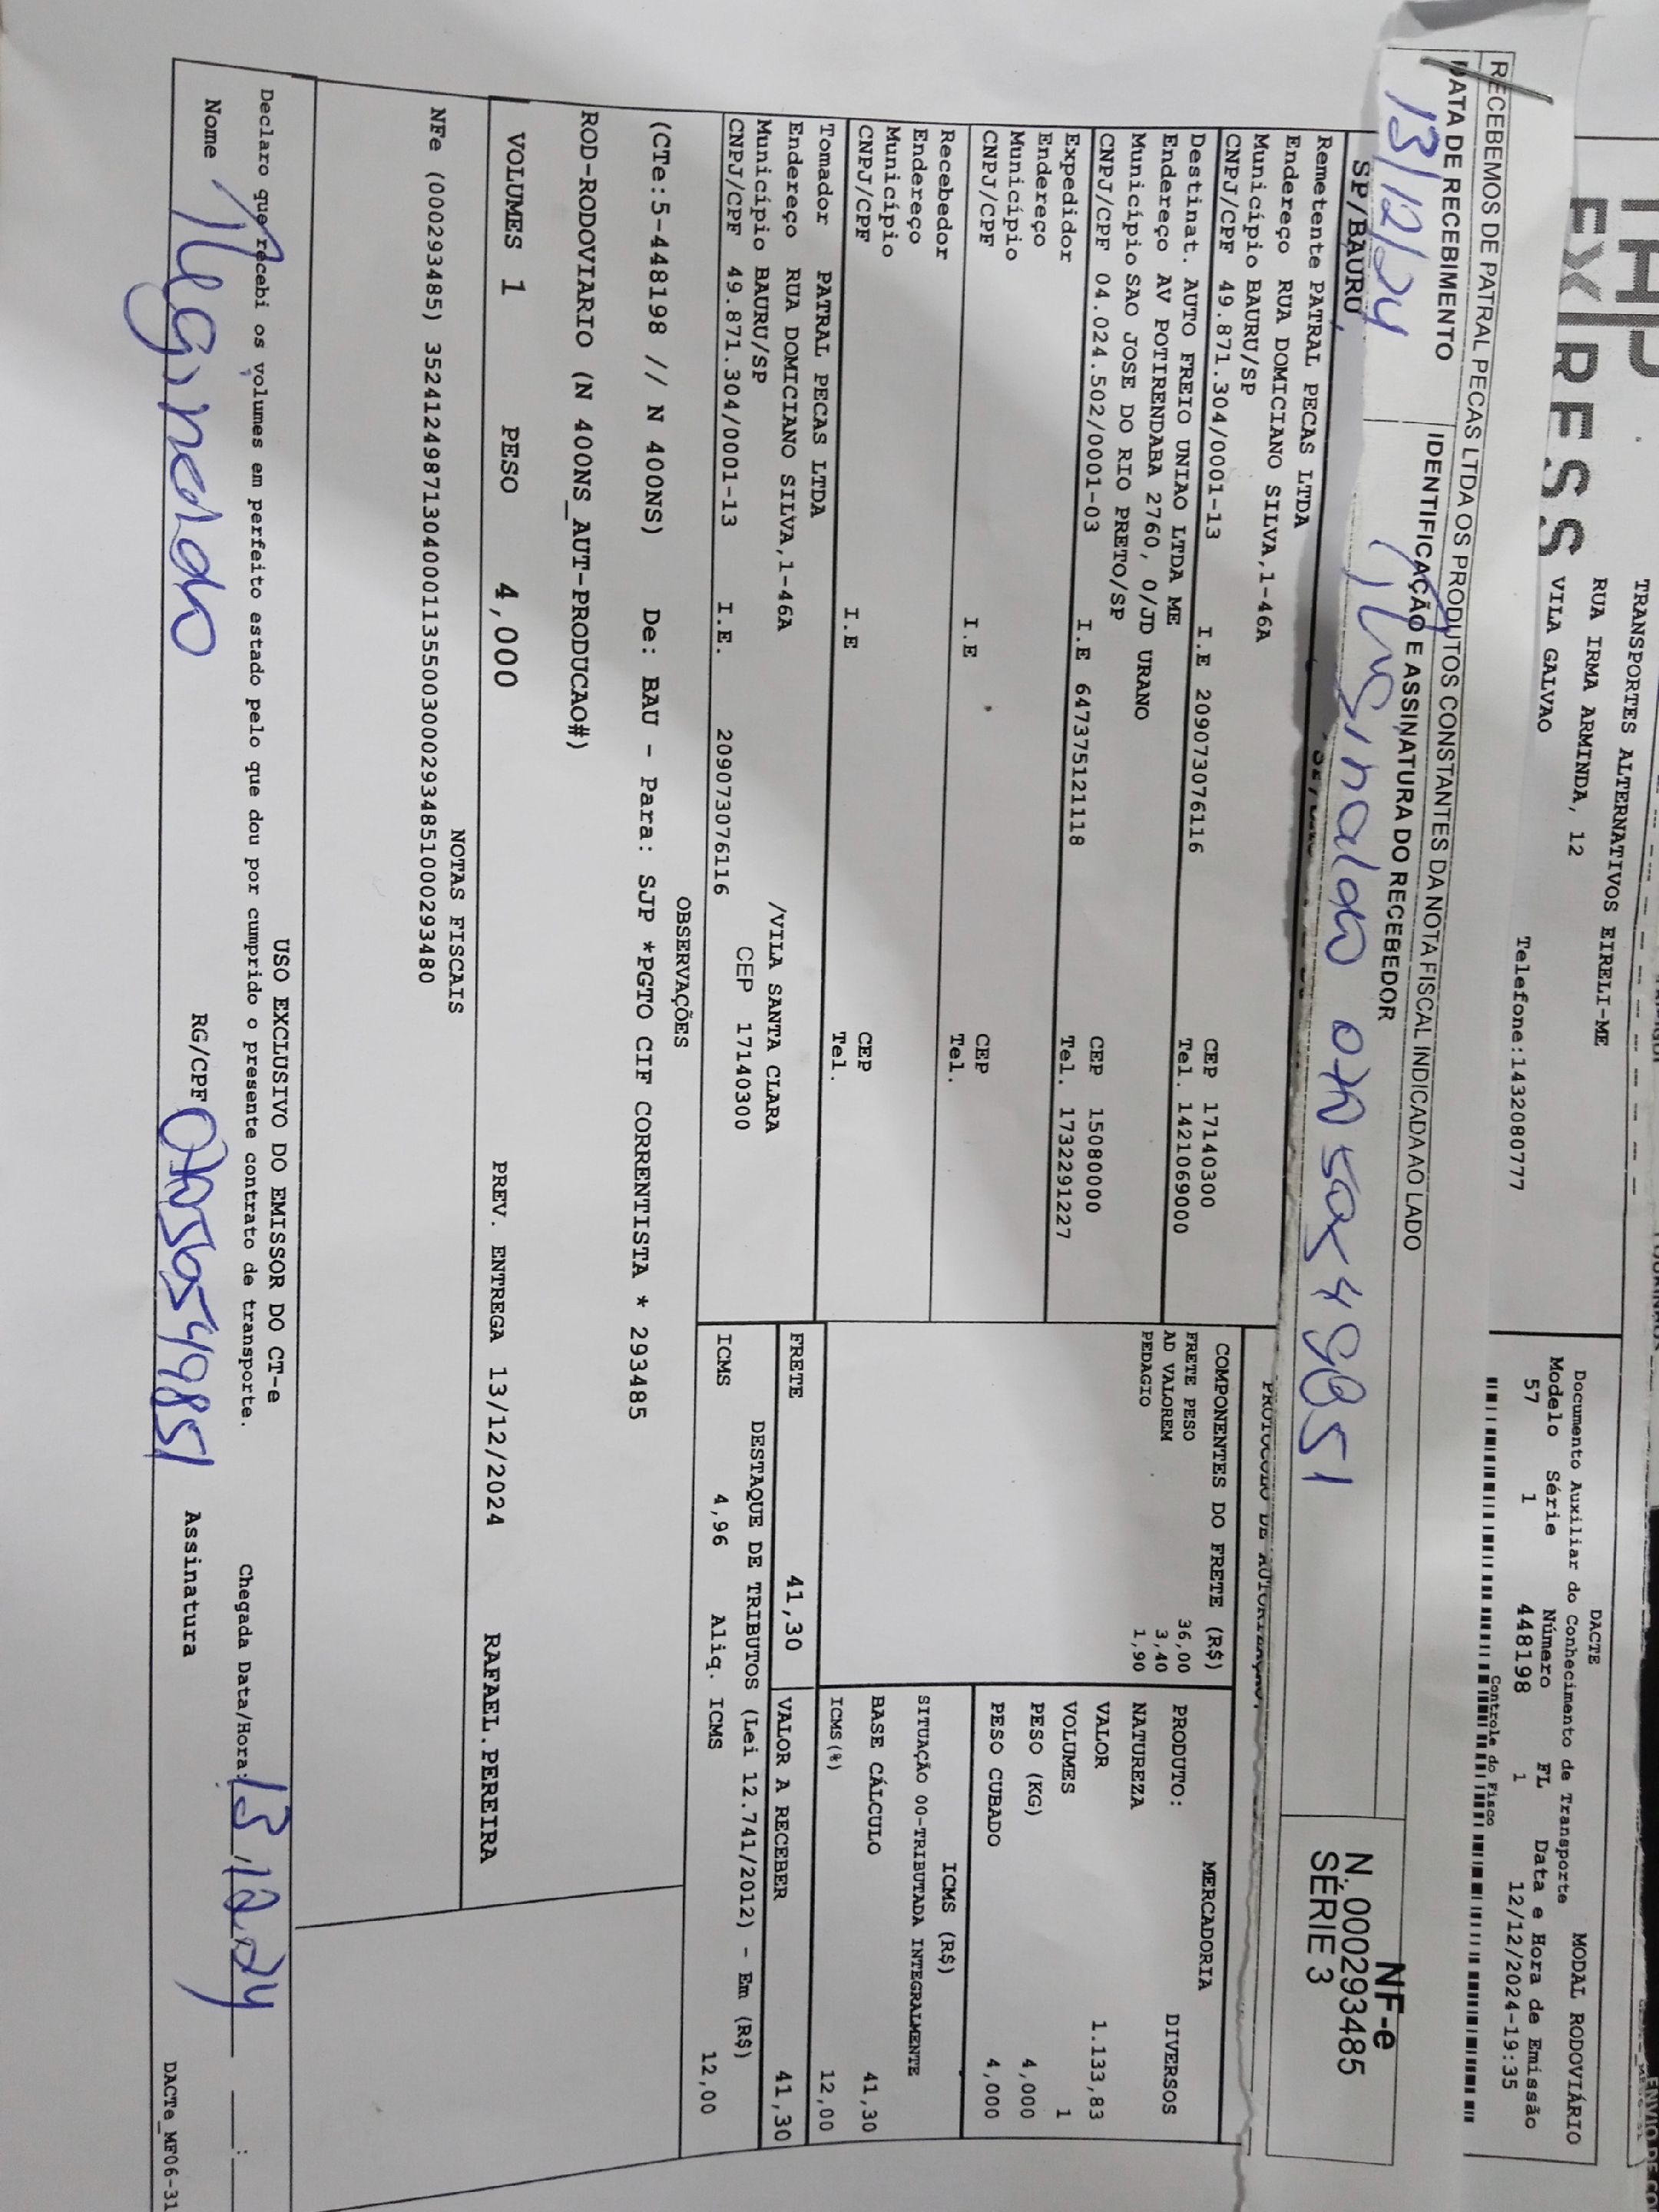 EXPRESS
TRANSPORTES ALTERNATIVOS EIRELI-ME
RUA IRMA ARMINDA, 12
VILA GALVAO
Telefone:1432080777
DACTE
MODAL RODOVIÁRIO
Documento Auxiliar do Conhecimento de Transporte
Modelo Série Número FL Data e Hora de Emissão
57 1 448198 1 12/12/2024-19:35
Controle do Fisco
RECEBEMOS DE PATRAL PECAS LTDA OS PRODUTOS CONSTANTES DA NOTA FISCAL INDICADA AO LADO
DATA DE RECEBIMENTO
IDENTIFICAÇÃO E ASSINATURA DO RECEBEDOR
13/12/24
NF-e
N. 000293485
SÉRIE 3
SP/BAURU,
PROTOCOLO DE AUTORIZAÇÃO:
Remetente PATRAL PECAS LTDA
Endereço RUA DOMICIANO SILVA,1-46A
Município BAURU/SP CEP 17140300
CNPJ/CPF 49.871.304/0001-13 I.E 209073076116 Tel. 1421069000
Destinat. AUTO FREIO UNIAO LTDA ME
Endereço AV POTIRENDABA 2760, 0/JD URANO
Município SAO JOSE DO RIO PRETO/SP CEP 15080000
CNPJ/CPF 04.024.502/0001-03 I.E 647375121118 Tel. 1732291227
Expedidor
Endereço
Município CEP
CNPJ/CPF I.E Tel.
Recebedor
Endereço
Município CEP
CNPJ/CPF I.E Tel.
Tomador PATRAL PECAS LTDA
Endereço RUA DOMICIANO SILVA,1-46A /VILA SANTA CLARA
Município BAURU/SP CEP 17140300
CNPJ/CPF 49.871.304/0001-13 I.E. 209073076116
COMPONENTES DO FRETE (R$)
FRETE PESO 36,00
AD VALOREM 3,40
PEDAGIO 1,90
MERCADORIA
PRODUTO: DIVERSOS
NATUREZA
VALOR 1.133,83
VOLUMES 1
PESO (KG) 4,000
PESO CUBADO 4,000
ICMS (R$)
SITUAÇÃO 00-TRIBUTADA INTEGRALMENTE
BASE CÁLCULO 41,30
ICMS(%) 12,00
FRETE 41,30
VALOR A RECEBER 41,30
DESTAQUE DE TRIBUTOS (Lei 12.741/2012) - Em (R$)
ICMS 4,96 Aliq. ICMS 12,00
OBSERVAÇÕES
(CTe:5-448198 // N 400NS) De: BAU - Para: SJP *PGTO CIF CORRENTISTA * 293485
ROD-RODOVIARIO (N 400NS_AUT-PRODUCAO#)
VOLUMES 1 PESO 4,000 PREV. ENTREGA 13/12/2024 RAFAEL.PEREIRA
NOTAS FISCAIS
NFe (000293485) 35241249871304000113550030002934851000293480
USO EXCLUSIVO DO EMISSOR DO CT-e
Declaro que recebi os volumes em perfeito estado pelo que dou por cumprido o presente contrato de transporte.
Chegada Data/Hora: 13,12,24
Nome
RG/CPF
Assinatura
DACTe_MF06-31